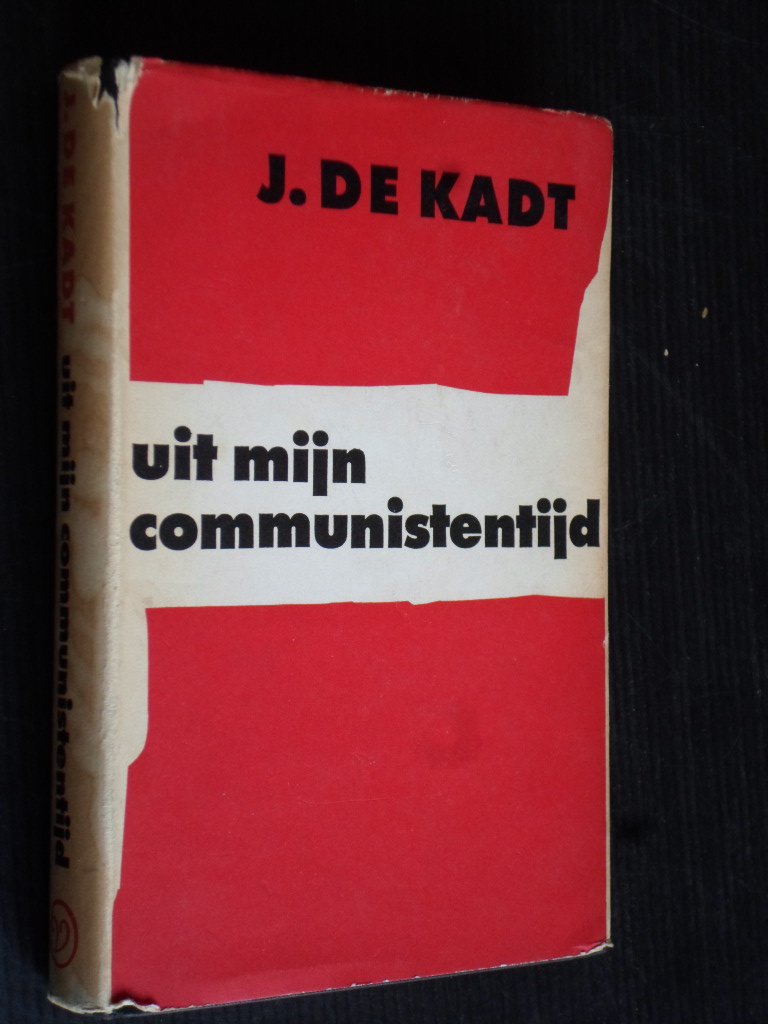 J. DE KADT
uit mijn
communistentijd
J. DE KADT uit mijn communistentijd